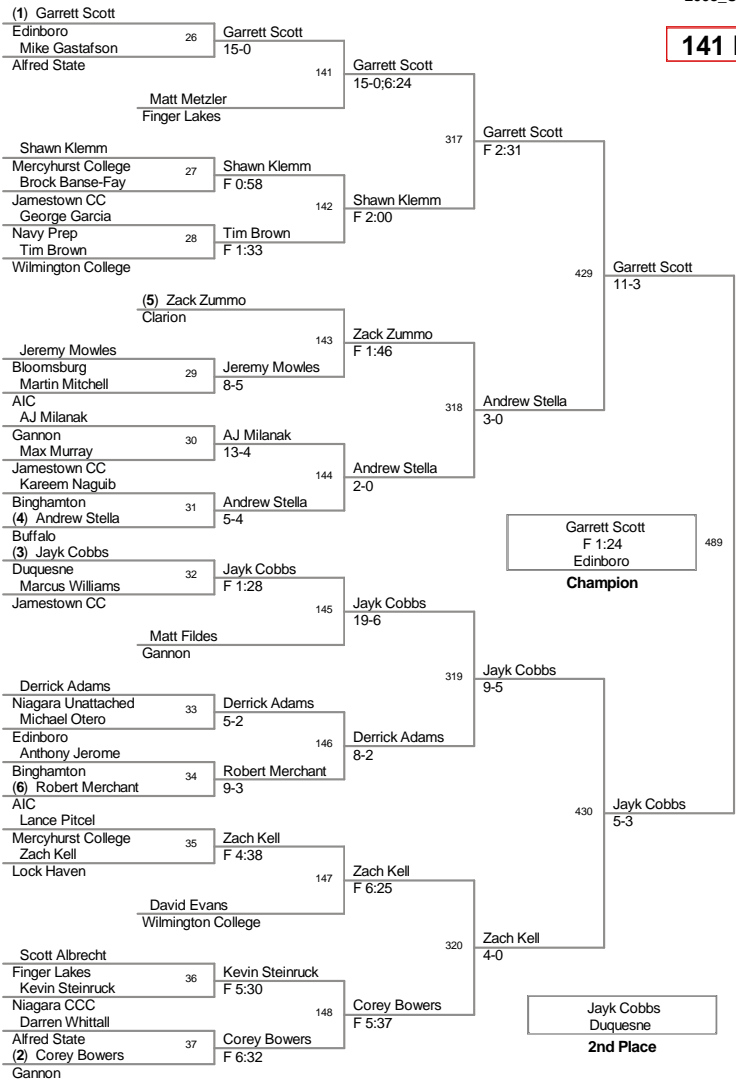 141
(1) Garrett Scott
Edinboro
Mike Gastafson
Alfred State
26
Garrett Scott
15-0
141
Matt Metzler
Finger Lakes
Garrett Scott
15-0;6:24
Shawn Klemm
Mercyhurst College
Brock Banse-Fay
Jamestown CC
27
Shawn Klemm
F 0:58
George Garcia
Navy Prep
Tim Brown
Wilmington College
28
Tim Brown
F 1:33
142
Shawn Klemm
F 2:00
317
Garrett Scott
F 2:31
(5) Zack Zummo
Clarion
143
Zack Zummo
F 1:46
Jeremy Mowles
Bloomsburg
Martin Mitchell
AIC
29
Jeremy Mowles
8-5
AJ Milanak
Gannon
Max Murray
Jamestown CC
30
AJ Milanak
13-4
Kareem Naguib
Binghamton
(4) Andrew Stella
Buffalo
31
Andrew Stella
5-4
144
Andrew Stella
2-0
318
Andrew Stella
3-0
429
Garrett Scott
11-3
(3) Jayk Cobbs
Duquesne
Marcus Williams
Jamestown CC
32
Jayk Cobbs
F 1:28
145
Matt Fildes
Gannon
Jayk Cobbs
19-6
Derrick Adams
Niagara Unattached
Michael Otero
Edinboro
33
Derrick Adams
5-2
Anthony Jerome
Binghamton
(6) Robert Merchant
AIC
34
Robert Merchant
9-3
146
Derrick Adams
8-2
319
Jayk Cobbs
9-5
Lance Pitcel
Mercyhurst College
Zach Kell
Lock Haven
35
Zach Kell
F 4:38
147
David Evans
Wilmington College
Zach Kell
F 6:25
Scott Albrecht
Finger Lakes
Kevin Steinruck
Niagara CCC
36
Kevin Steinruck
F 5:30
Darren Whittall
Alfred State
(2) Corey Bowers
Gannon
37
Corey Bowers
F 6:32
148
Corey Bowers
F 5:37
320
Zach Kell
4-0
430
Jayk Cobbs
5-3
Garrett Scott
F 1:24
Edinboro
Champion
489
Jayk Cobbs
Duquesne
2nd Place